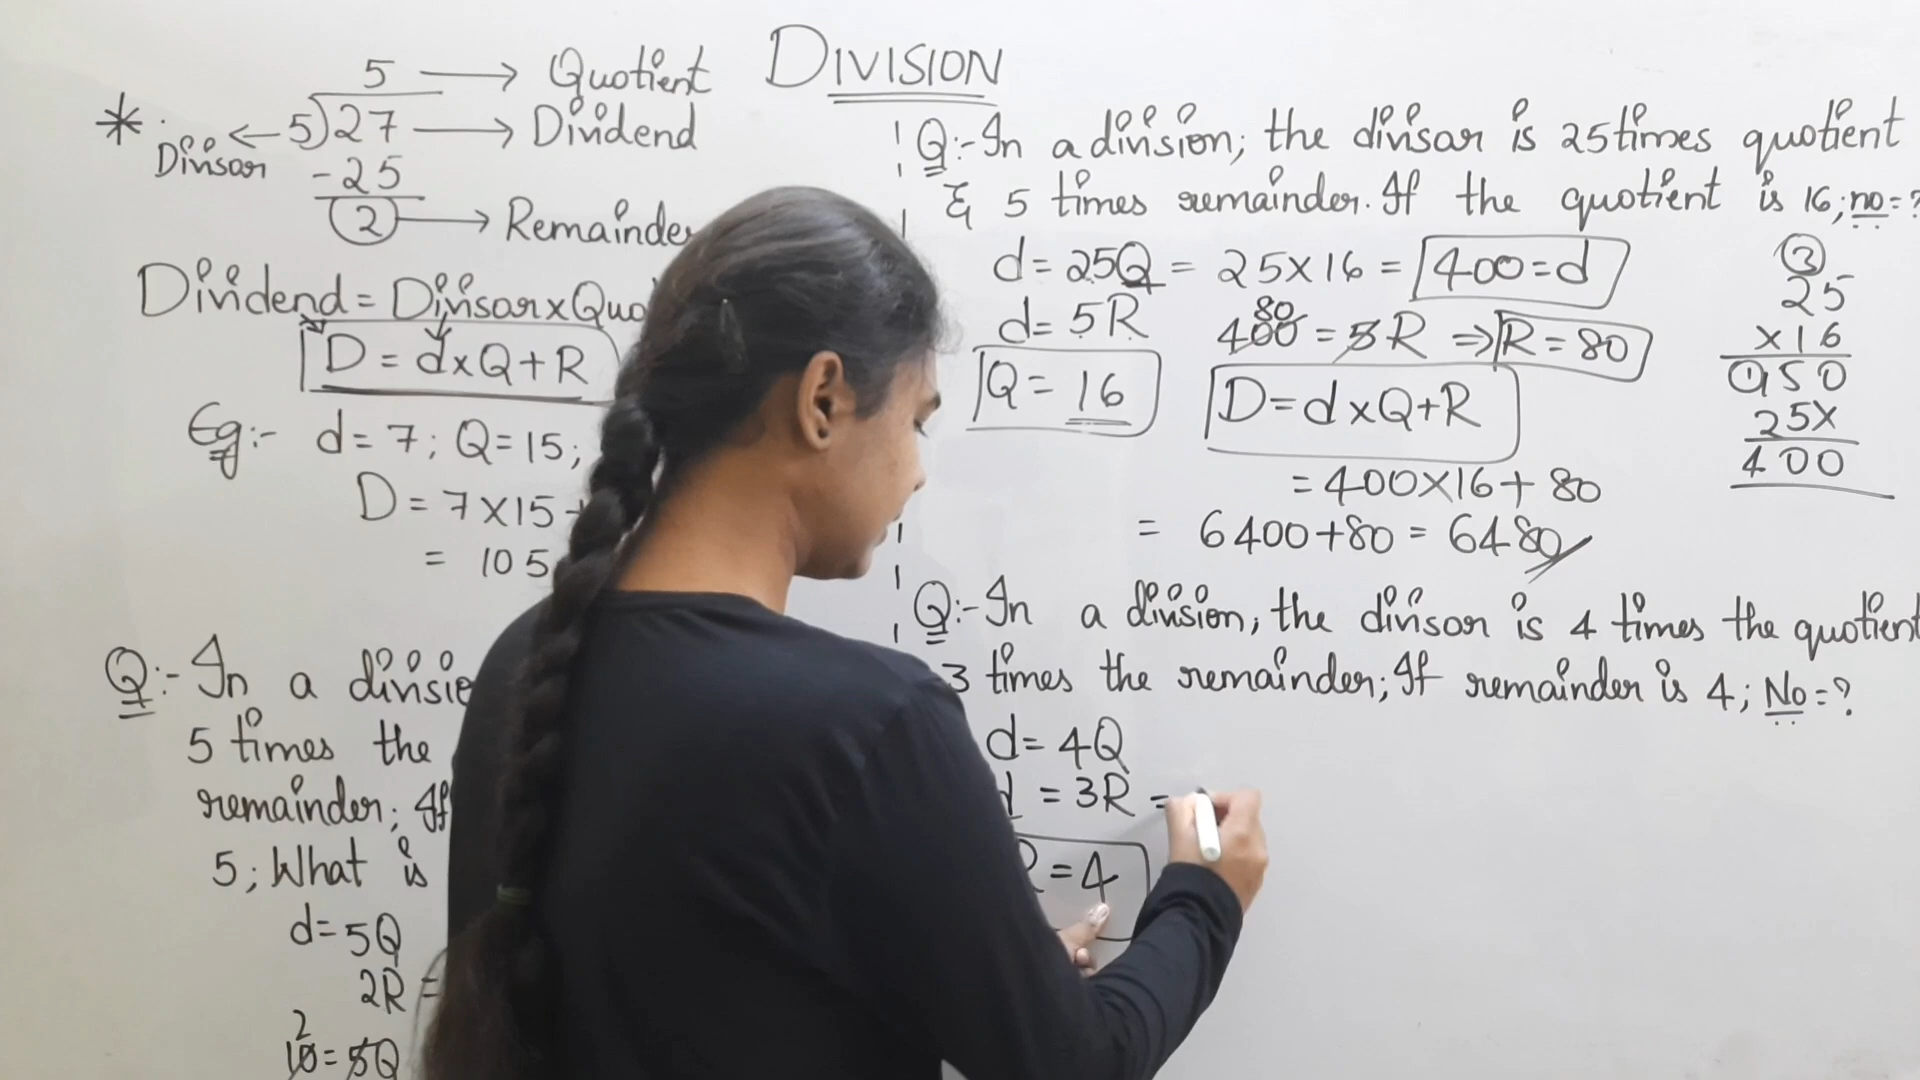 DIVISION
5 → Quotient
* Divisor ← 5)27 → Dividend
-25
2 → Remainder
Dividend = Divisor x Quo
D = d x Q + R
Eg:- d = 7; Q = 15;
D = 7 x 15 +
= 105
Q:- In a divisio
5 times the
remainder; If
5; What is
d = 5Q
2R =
2
10 = 5Q
Q:- In a division; the divisor is 25 times quotient
& 5 times remainder. If the quotient is 16; no = ?
d = 25Q = 25 x 16 = 400 = d
d = 5R
80
400 = 5R ⇒ R = 80
Q = 16
D = d x Q + R
= 400 x 16 + 80
= 6400 + 80 = 6480
3
25
x 16
150
25x
400
Q:- In a division, the divisor is 4 times the quotient
3 times the remainder; If remainder is 4; No = ?
d = 4Q
d = 3R =
R = 4